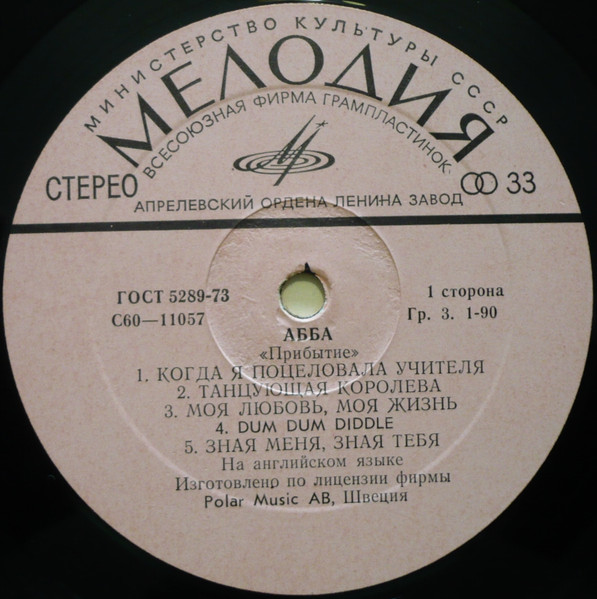 МИНИСТЕРСТВО КУЛЬТУРЫ СССР
МЕЛОДИЯ
ВСЕСОЮЗНАЯ ФИРМА ГРАМПЛАСТИНОК
СТЕРЕО
33
АПРЕЛЕВСКИЙ ОРДЕНА ЛЕНИНА ЗАВОД
ГОСТ 5289-73
С60—11057
1 сторона
Гр. 3. 1-90
АББА
«Прибытие»
1. КОГДА Я ПОЦЕЛОВАЛА УЧИТЕЛЯ
2. ТАНЦУЮЩАЯ КОРОЛЕВА
3. МОЯ ЛЮБОВЬ, МОЯ ЖИЗНЬ
4. DUM DUM DIDDLE
5. ЗНАЯ МЕНЯ, ЗНАЯ ТЕБЯ
На английском языке
Изготовлено по лицензии фирмы
Polar Music AB, Швеция